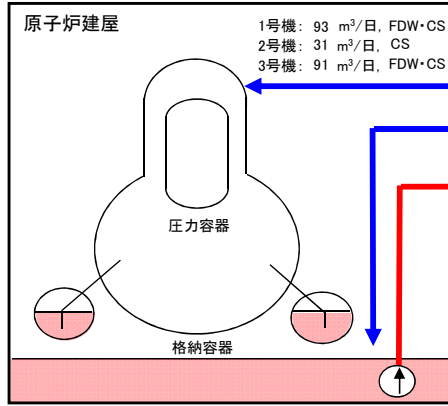 原子炉建屋
1号機: 93 m³/日, FDW・CS
2号機: 31 m³/日, CS
3号機: 91 m³/日, FDW・CS
圧力容器
格納容器